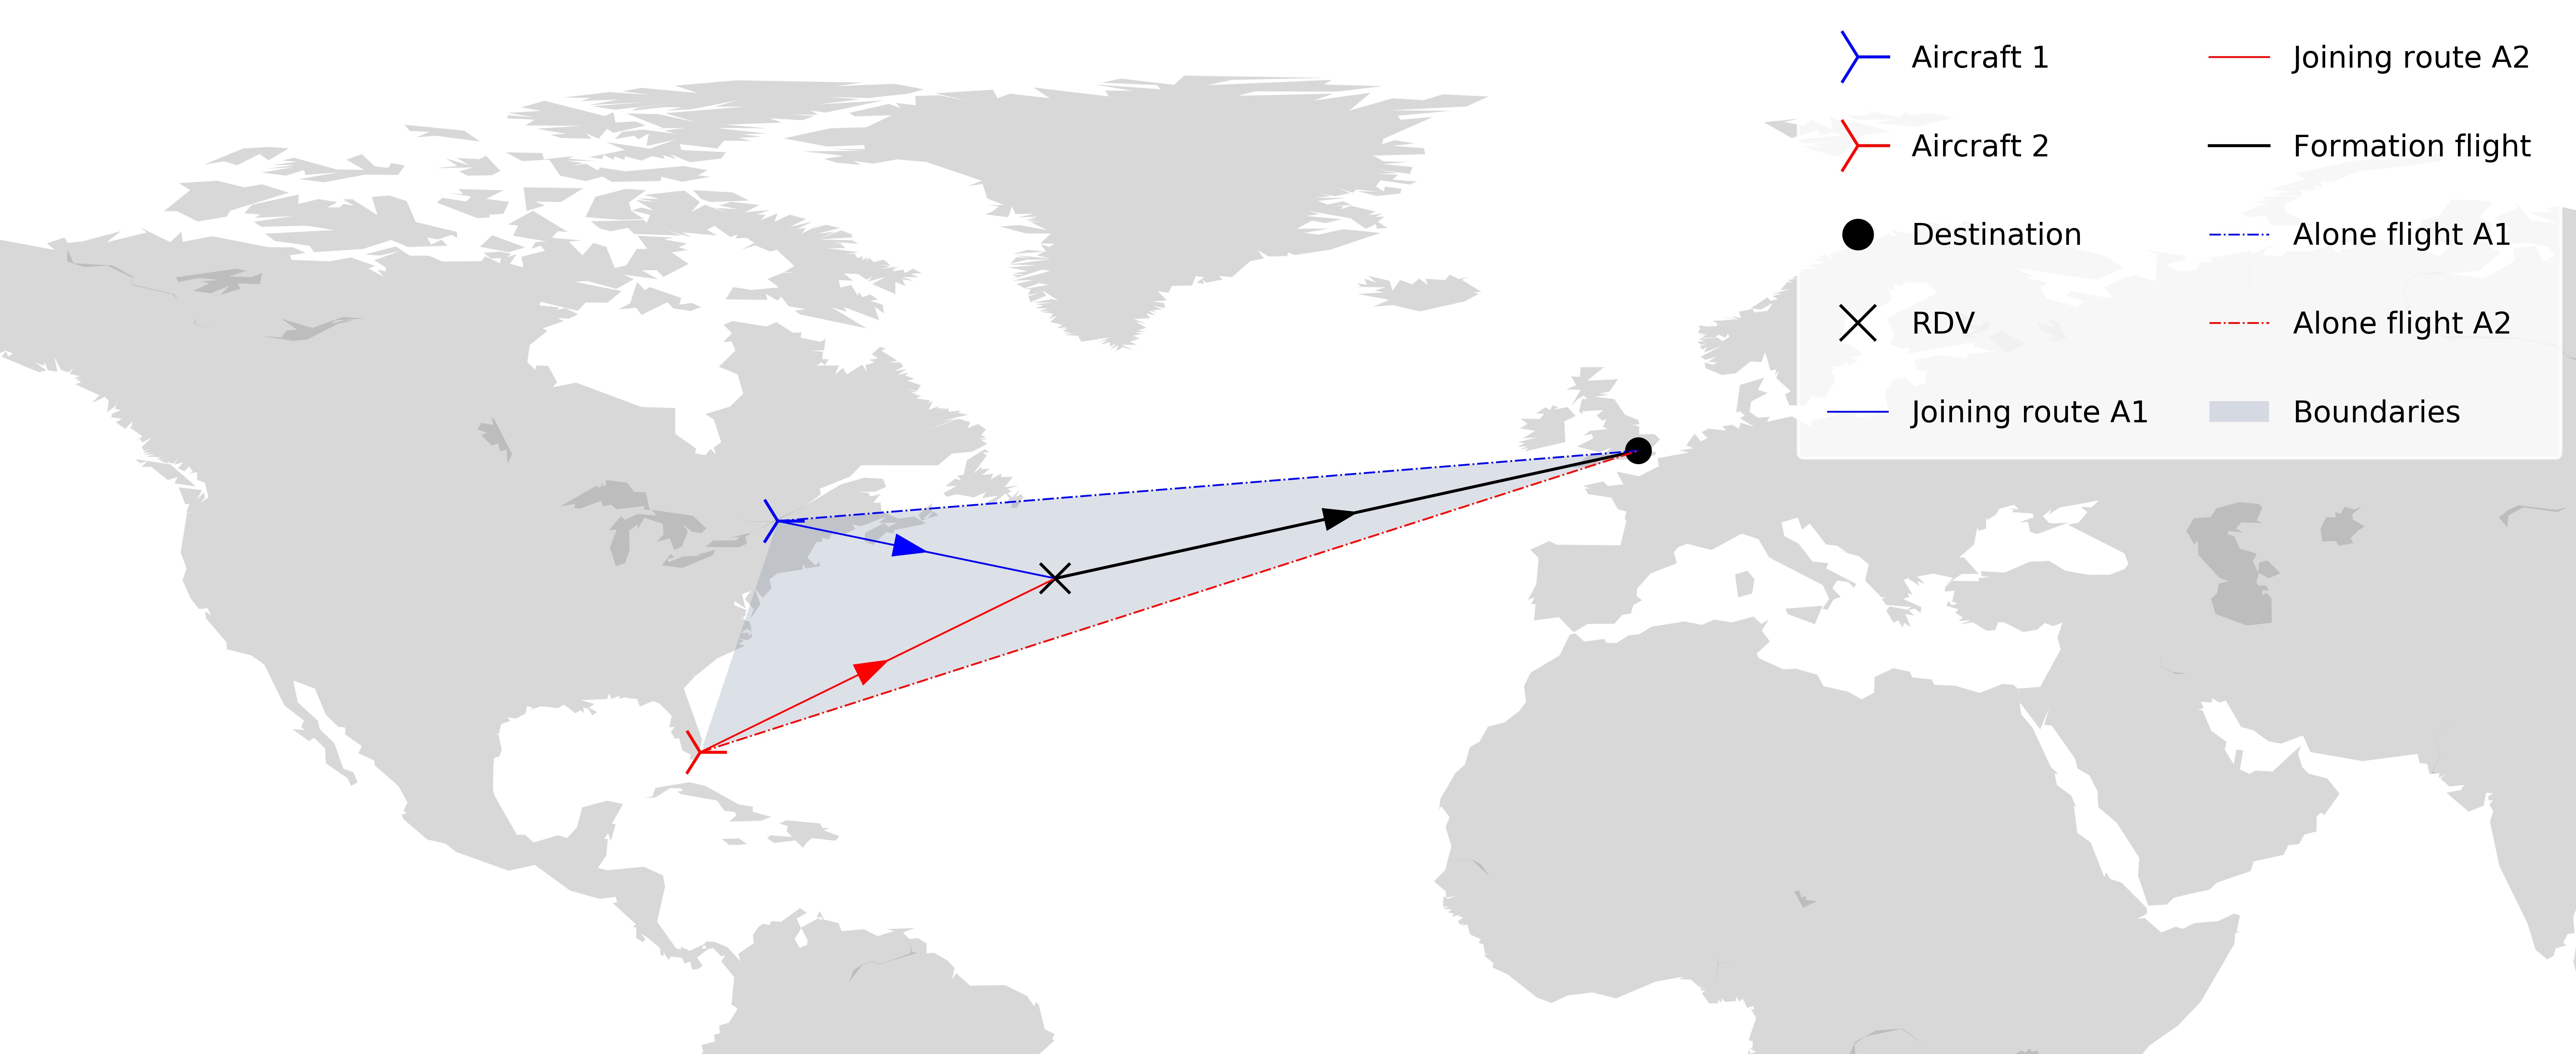 Aircraft 1
Aircraft 2
Destination
RDV
Joining route A1
Joining route A2
Formation flight
Alone flight A1
Alone flight A2
Boundaries